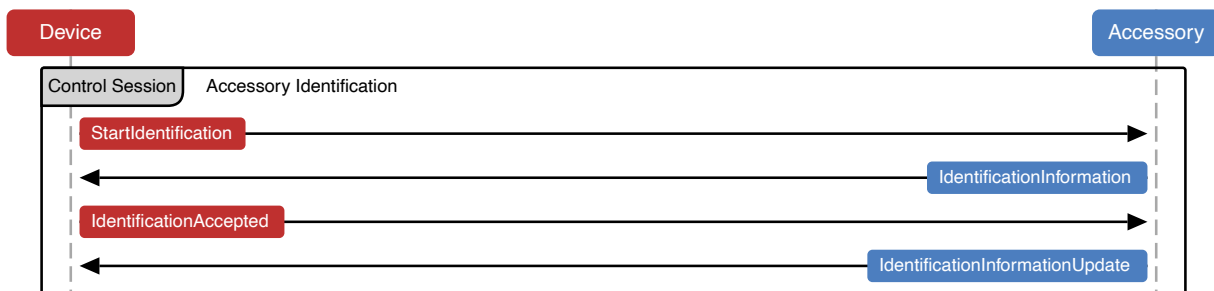 Device
Accessory
Control Session
Accessory Identification
StartIdentification
IdentificationInformation
IdentificationAccepted
IdentificationInformationUpdate